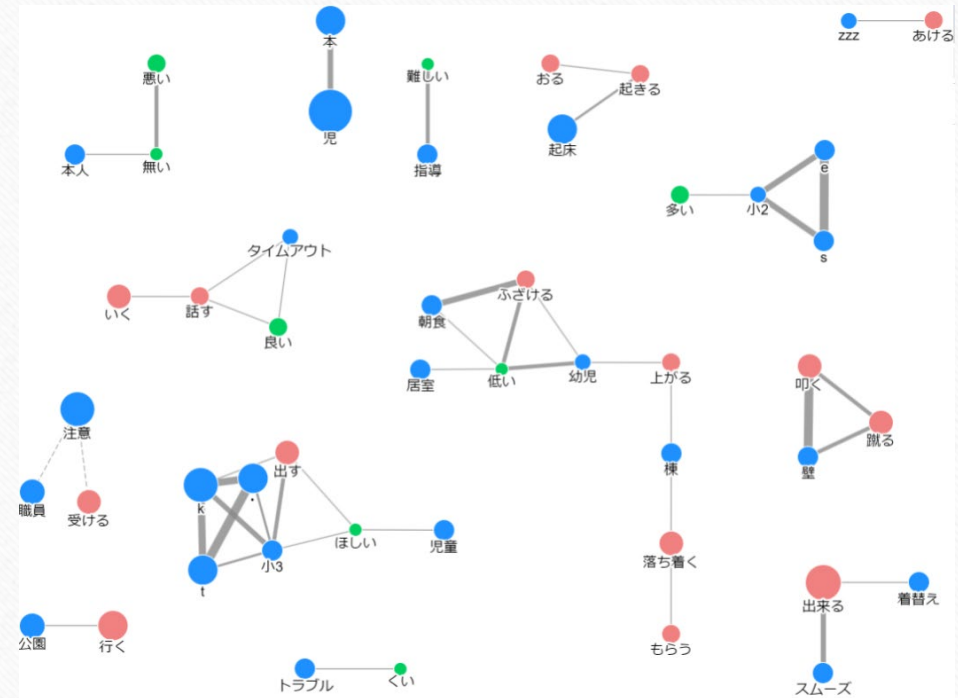 本
zzz
あける
悪い
難しい
おる
起きる
児
起床
本人
無い
指導
e
多い
小2
s
タイムアウト
いく
話す
良い
ふざける
朝食
居室
低い
幼児
上がる
叩く
蹴る
壁
注意
棟
出す
職員
受ける
k
.
ほしい
児童
小3
t
落ち着く
出来る
着替え
公園
行く
もらう
トラブル
くい
スムーズ